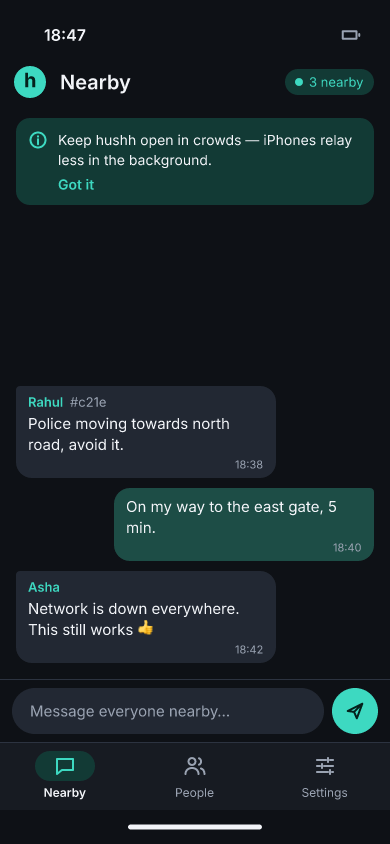 18:47
h
Nearby
3 nearby
Keep hushh open in crowds — iPhones relay
less in the background.
Got it
Rahul #c21e
Police moving towards north
road, avoid it.
18:38
On my way to the east gate, 5
min.
18:40
Asha
Network is down everywhere.
This still works 👍
18:42
Message everyone nearby...
Nearby
People
Settings